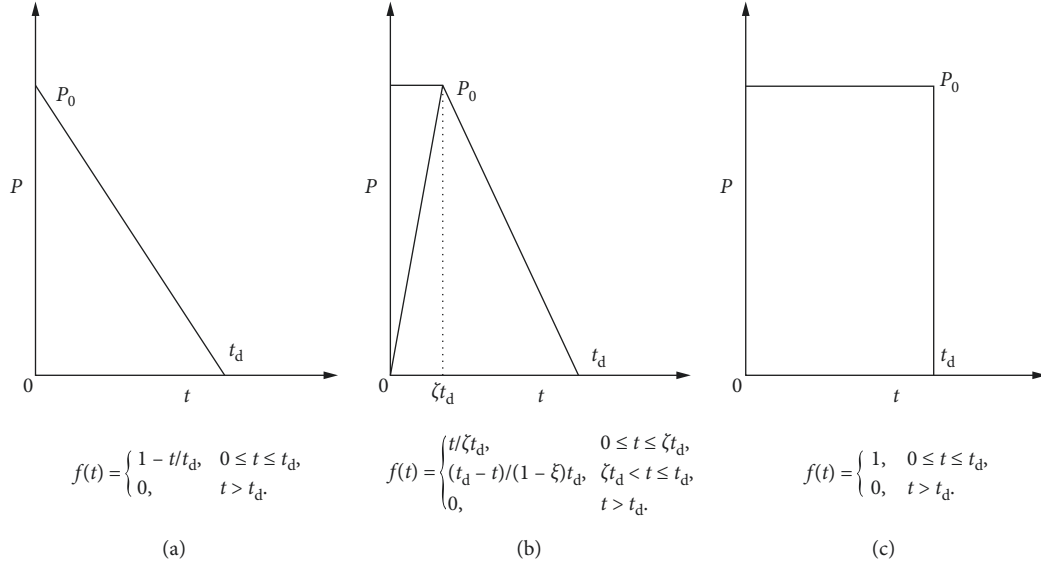 P₀
P
t_d
0
t
f(t) = { 1 – t/t_d, 0 ≤ t ≤ t_d,
0, t > t_d.
(a)
P₀
P
t_d
0
ζt_d
t
f(t) = { t/ζt_d, 0 ≤ t ≤ ζt_d,
(t_d – t)/(1 – ξ)t_d, ζt_d < t ≤ t_d,
0, t > t_d.
(b)
P₀
P
t_d
0
t
f(t) = { 1, 0 ≤ t ≤ t_d,
0, t > t_d.
(c)